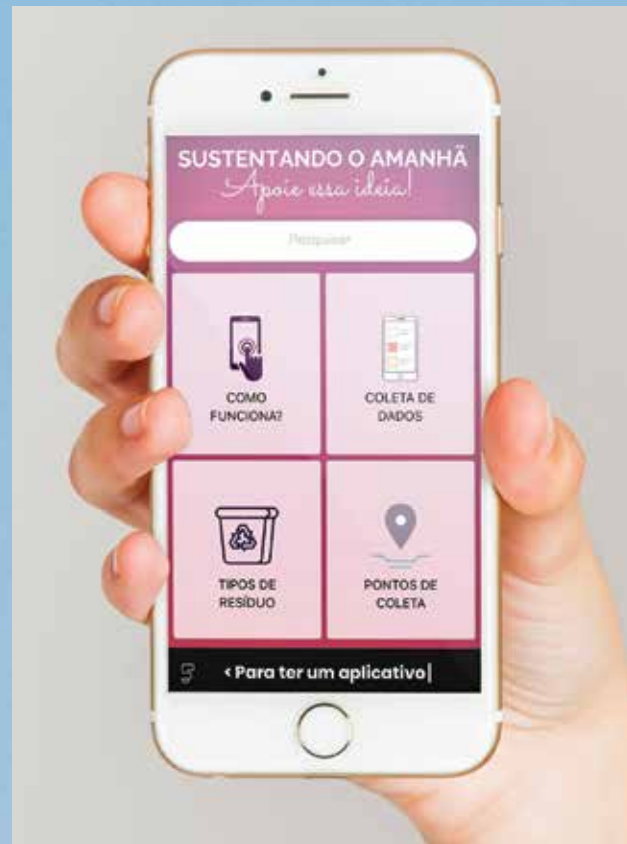 SUSTENTANDO O AMANHÃ
Apoie essa ideia!
Pesquisar
COMO
FUNCIONA?
COLETA DE
DADOS
TIPOS DE
RESÍDUO
PONTOS DE
COLETA
< Para ter um aplicativo|